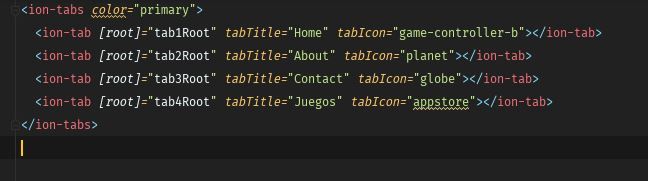 <ion-tabs color="primary">
<ion-tab [root]="tab1Root" tabTitle="Home" tabIcon="game-controller-b"></ion-tab>
<ion-tab [root]="tab2Root" tabTitle="About" tabIcon="planet"></ion-tab>
<ion-tab [root]="tab3Root" tabTitle="Contact" tabIcon="globe"></ion-tab>
<ion-tab [root]="tab4Root" tabTitle="Juegos" tabIcon="appstore"></ion-tab>
</ion-tabs>